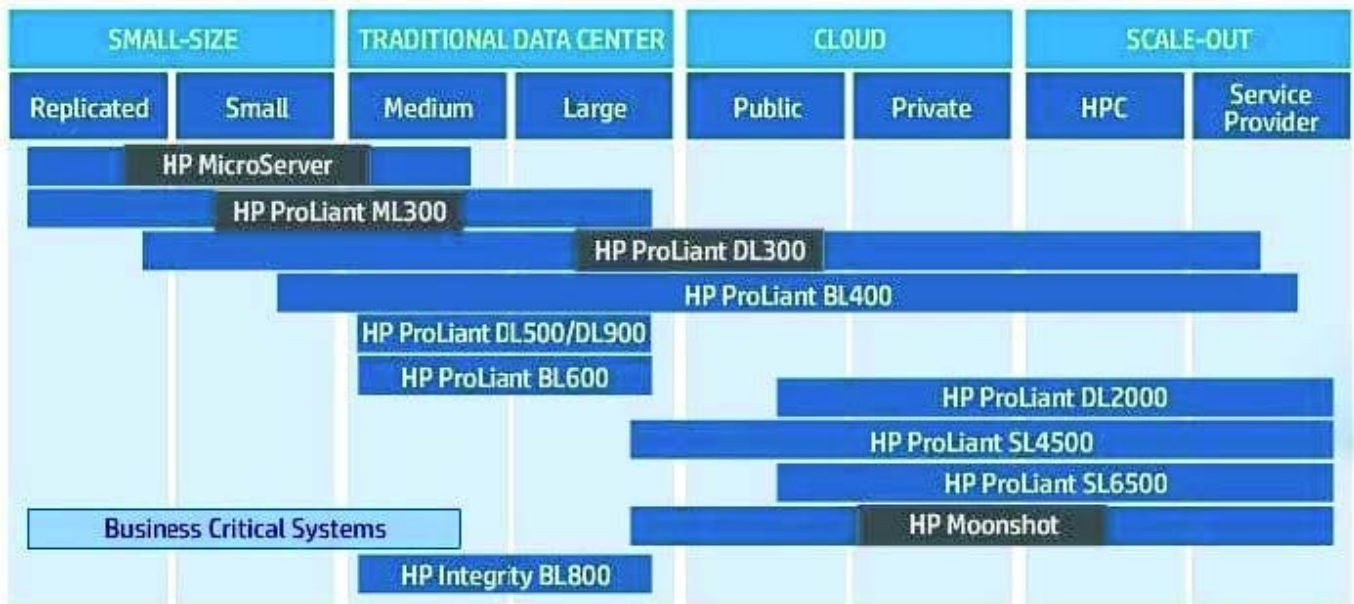 SMALL-SIZE TRADITIONAL DATA CENTER CLOUD SCALE-OUT
Replicated Small Medium Large Public Private HPC Service Provider
HP MicroServer
HP ProLiant ML300
HP ProLiant DL300
HP ProLiant BL400
HP ProLiant DL500/DL900
HP ProLiant BL600
HP ProLiant DL2000
HP ProLiant SL4500
HP ProLiant SL6500
Business Critical Systems HP Moonshot
HP Integrity BL800